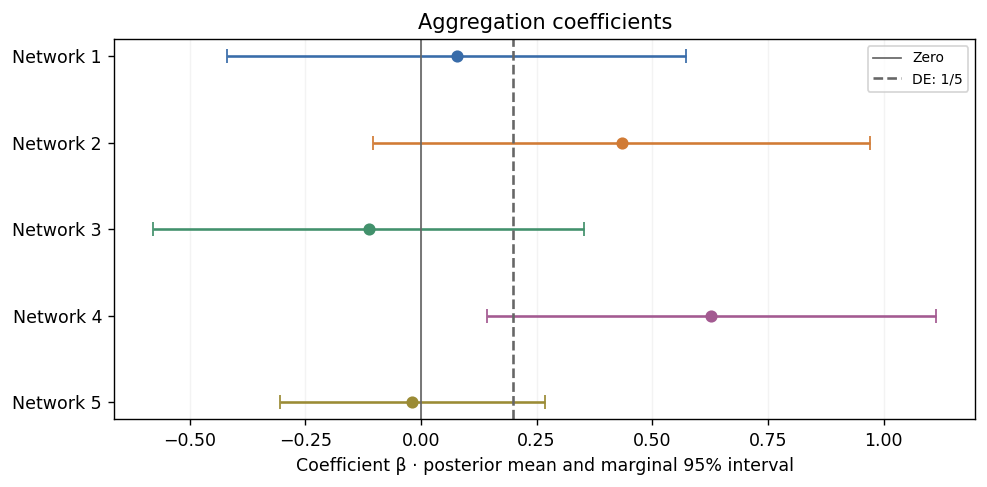 Aggregation coefficients
Network 1
Network 2
Network 3
Network 4
Network 5
Zero
DE: 1/5
−0.50 −0.25 0.00 0.25 0.50 0.75 1.00
Coefficient β · posterior mean and marginal 95% interval